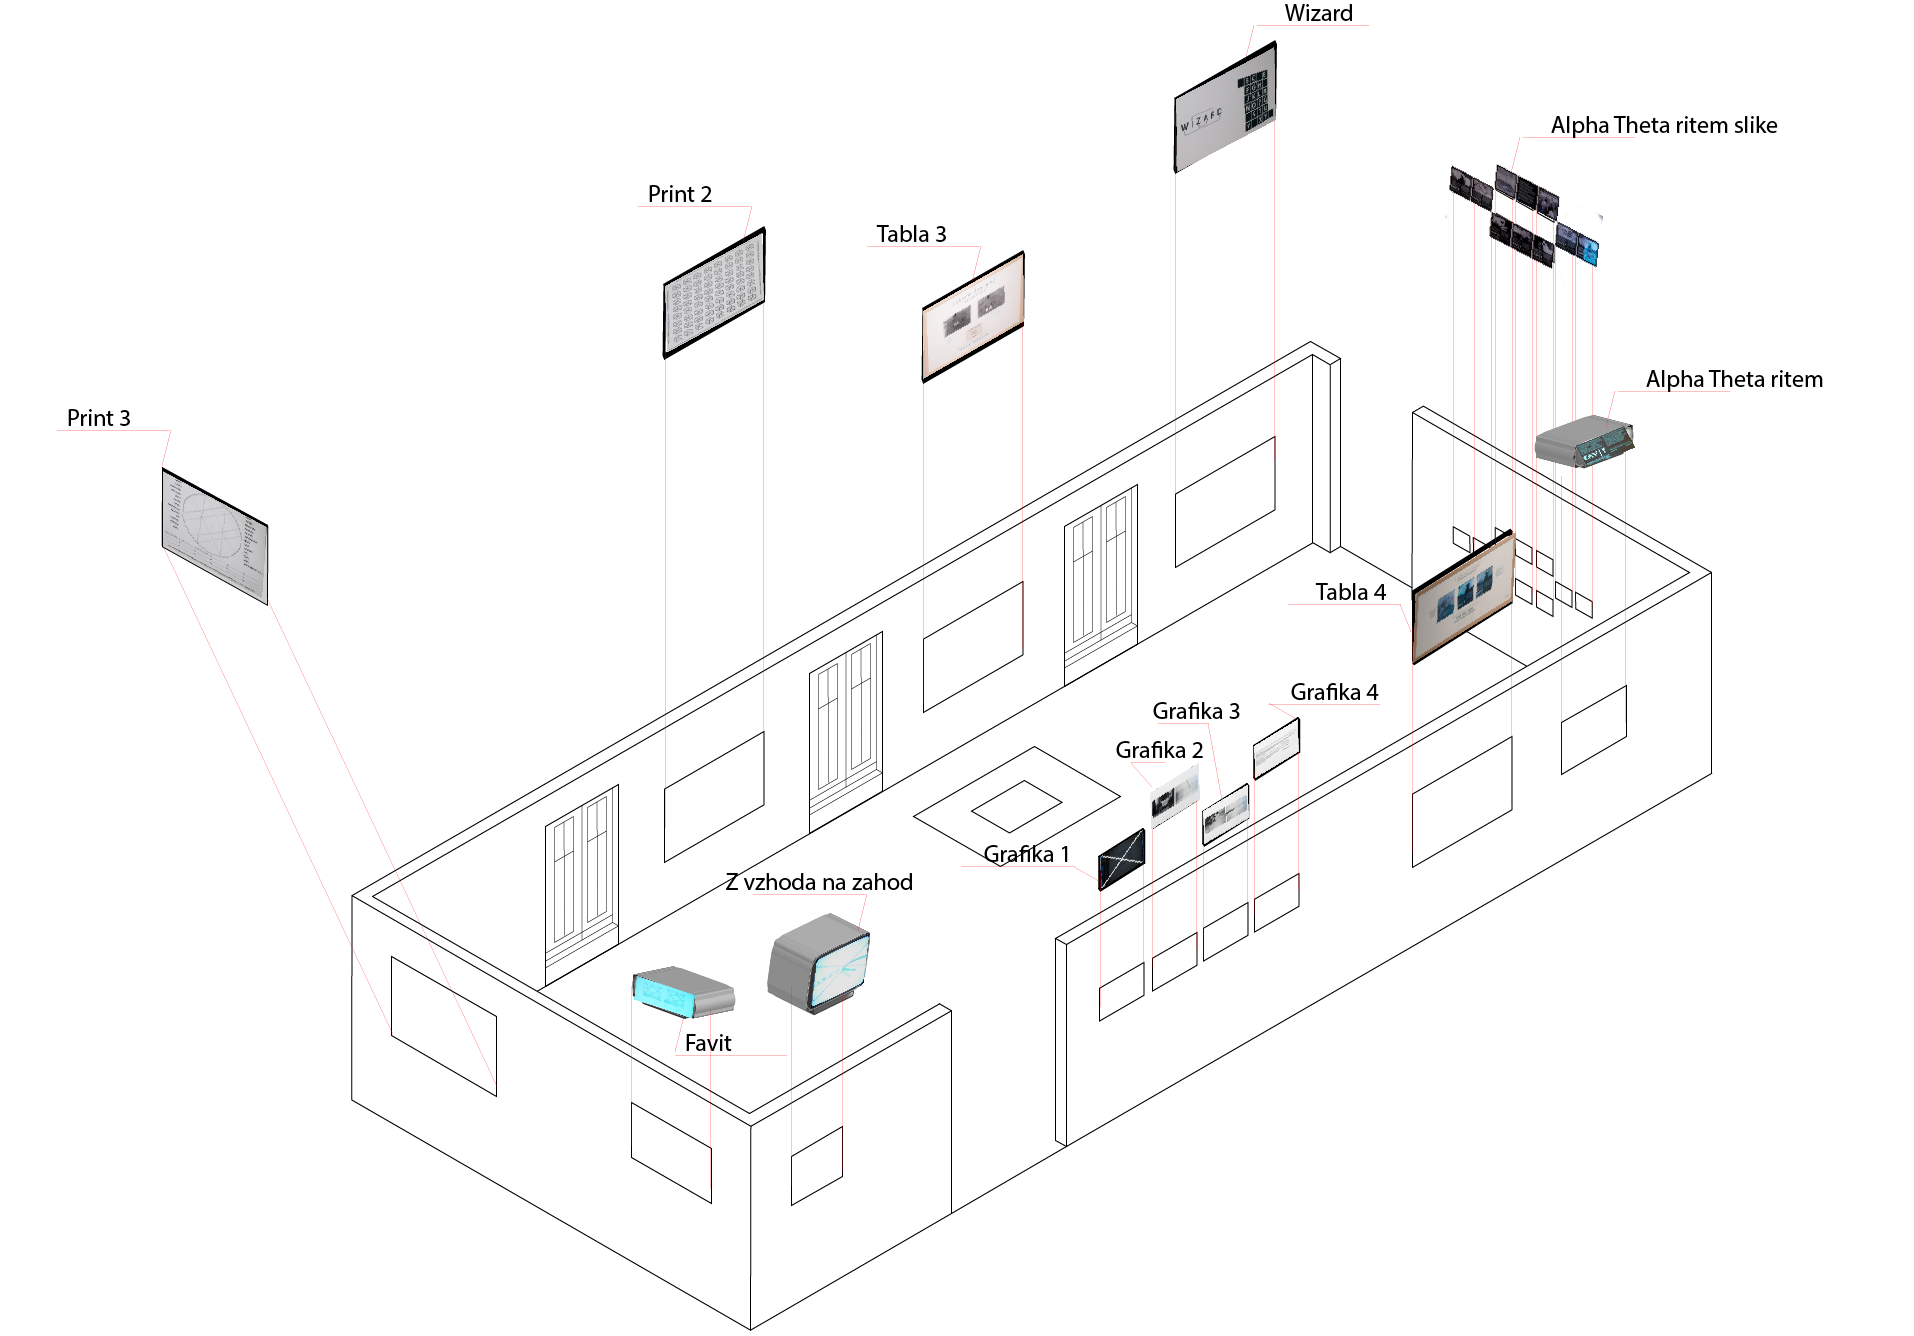 Wizard
Alpha Theta ritem slike
Print 2
Tabla 3
WIZARD
Alpha Theta ritem
Print 3
Tabla 4
Grafika 4
Grafika 3
Grafika 2
Grafika 1
Z vzhoda na zahod
Favit